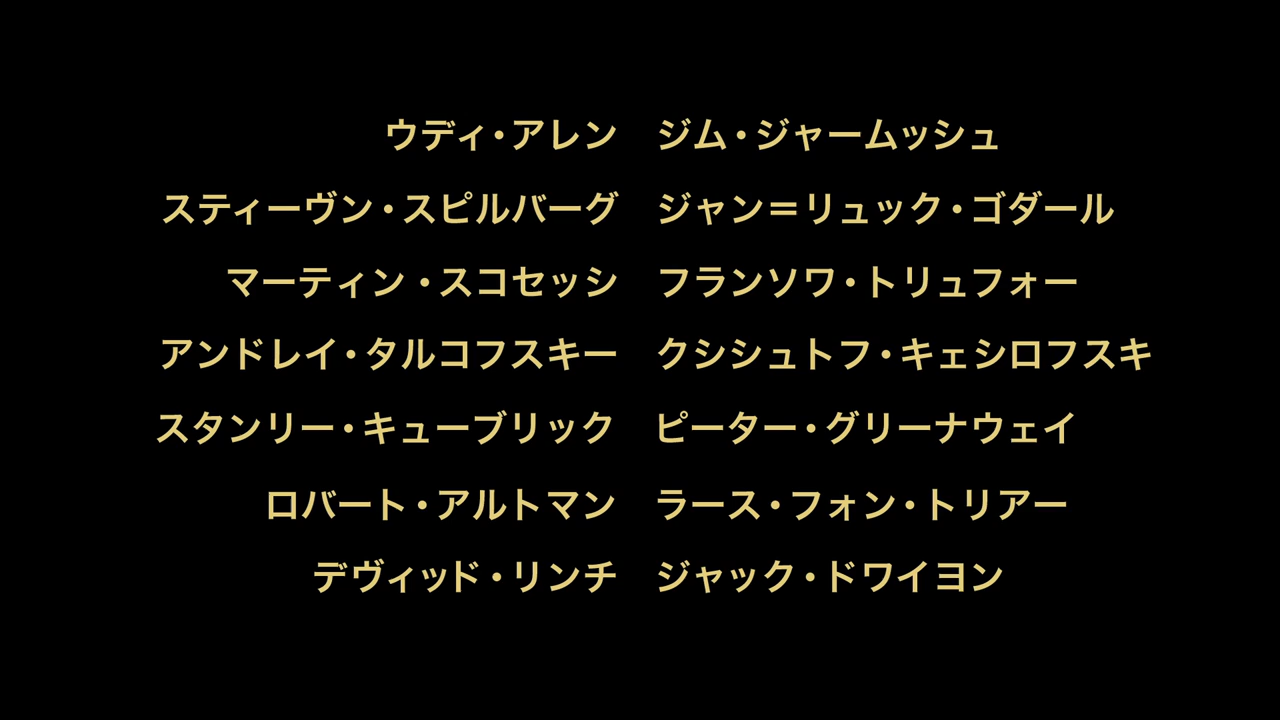 ウディ・アレン　ジム・ジャームッシュ
スティーヴン・スピルバーグ　ジャン=リュック・ゴダール
マーティン・スコセッシ　フランソワ・トリュフォー
アンドレイ・タルコフスキー　クシシュトフ・キェシロフスキ
スタンリー・キューブリック　ピーター・グリーナウェイ
ロバート・アルトマン　ラース・フォン・トリアー
デヴィッド・リンチ　ジャック・ドワイヨン